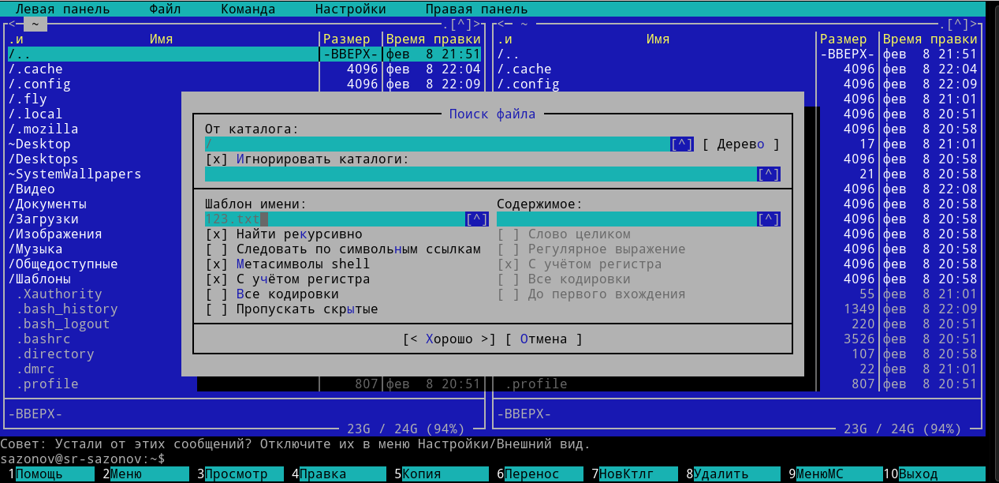 Левая панель Файл Команда Настройки Правая панель
<─ ~ .[^]> <─ ~ .[^]>
.и Имя Размер Время правки .и Имя Размер Время правки
/.. -ВВЕРХ- фев 8 21:51 /.. -ВВЕРХ- фев 8 21:51
/.cache 4096 фев 8 22:04 /.cache 4096 фев 8 22:04
/.config 4096 фев 8 22:09 /.config 4096 фев 8 22:09
/.fly 4096 фев 8 21:01
/.local Поиск файла 4096 фев 8 20:51
/.mozilla От каталога: 4096 фев 8 20:58
~Desktop / [^] [ Дерево ] 17 фев 8 21:01
/Desktops [x] Игнорировать каталоги: 4096 фев 8 20:58
~SystemWallpapers [^] 21 фев 8 20:58
/Видео 4096 фев 8 22:08
/Документы Шаблон имени: Содержимое: 4096 фев 8 20:58
/Загрузки 123.txt [^] [^] 4096 фев 8 20:58
/Изображения [x] Найти рекурсивно [ ] Слово целиком 4096 фев 8 20:58
/Музыка [ ] Следовать по символьным ссылкам [ ] Регулярное выражение 4096 фев 8 20:58
/Общедоступные [x] Метасимволы shell [x] С учётом регистра 4096 фев 8 20:58
/Шаблоны [x] С учётом регистра [ ] Все кодировки 4096 фев 8 20:58
.Xauthority [ ] Все кодировки [ ] До первого вхождения 55 фев 8 21:01
.bash_history [ ] Пропускать скрытые 1349 фев 8 22:09
.bash_logout 220 фев 8 20:51
.bashrc [< Хорошо >] [ Отмена ] 3526 фев 8 20:51
.directory 107 фев 8 20:58
.dmrc 22 фев 8 21:01
.profile 807 фев 8 20:51 .profile 807 фев 8 20:51
-ВВЕРХ- -ВВЕРХ-
23G / 24G (94%) 23G / 24G (94%)
Совет: Устали от этих сообщений? Отключите их в меню Настройки/Внешний вид.
sazonov@sr-sazonov:~$
1Помощь 2Меню 3Просмотр 4Правка 5Копия 6Перенос 7НовКтлг 8Удалить 9МенюМС 10Выход